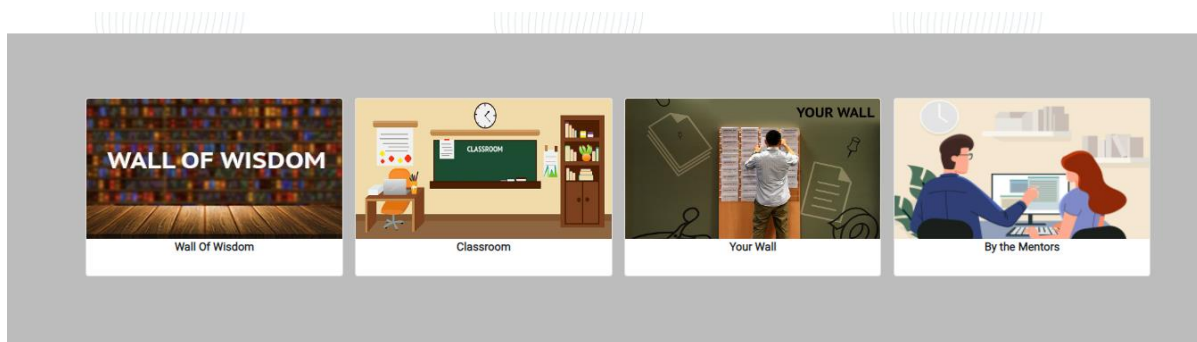 WALL OF WISDOM
CLASSROOM
YOUR WALL
Wall Of Wisdom
Classroom
Your Wall
By the Mentors